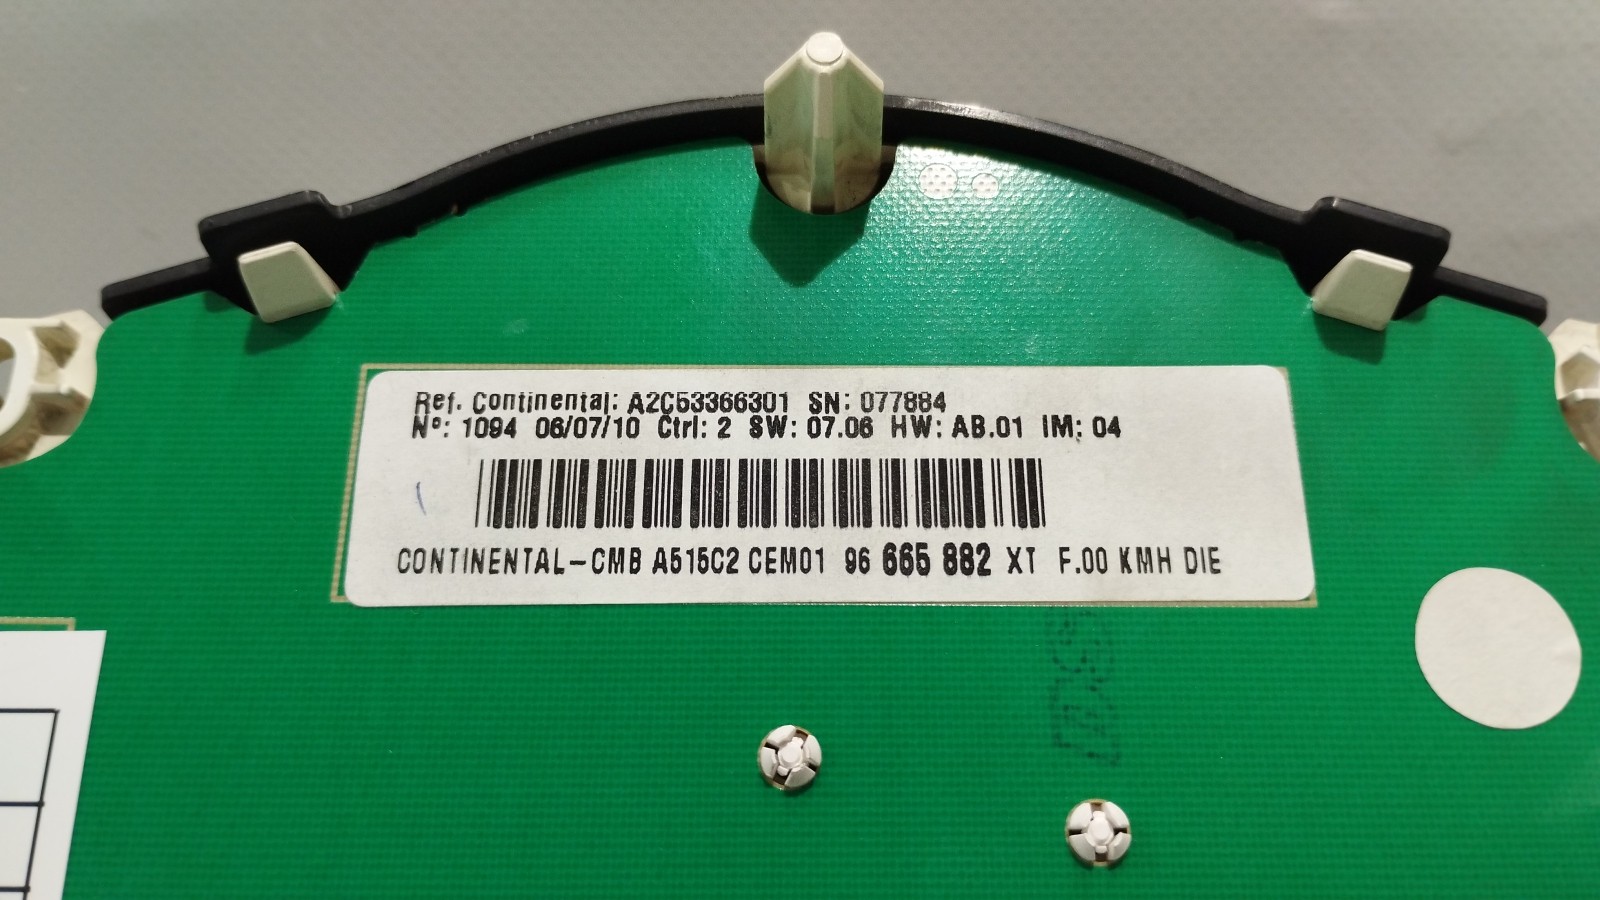 Ref. Continental: A2C53366301 SN: 077884
Nº: 1094 06/07/10 Ctrl: 2 SW: 07.06 HW: AB.01 IM: 04
CONTINENTAL-CMB A515C2 CEM01 96 665 882 XT F.00 KMH DIE